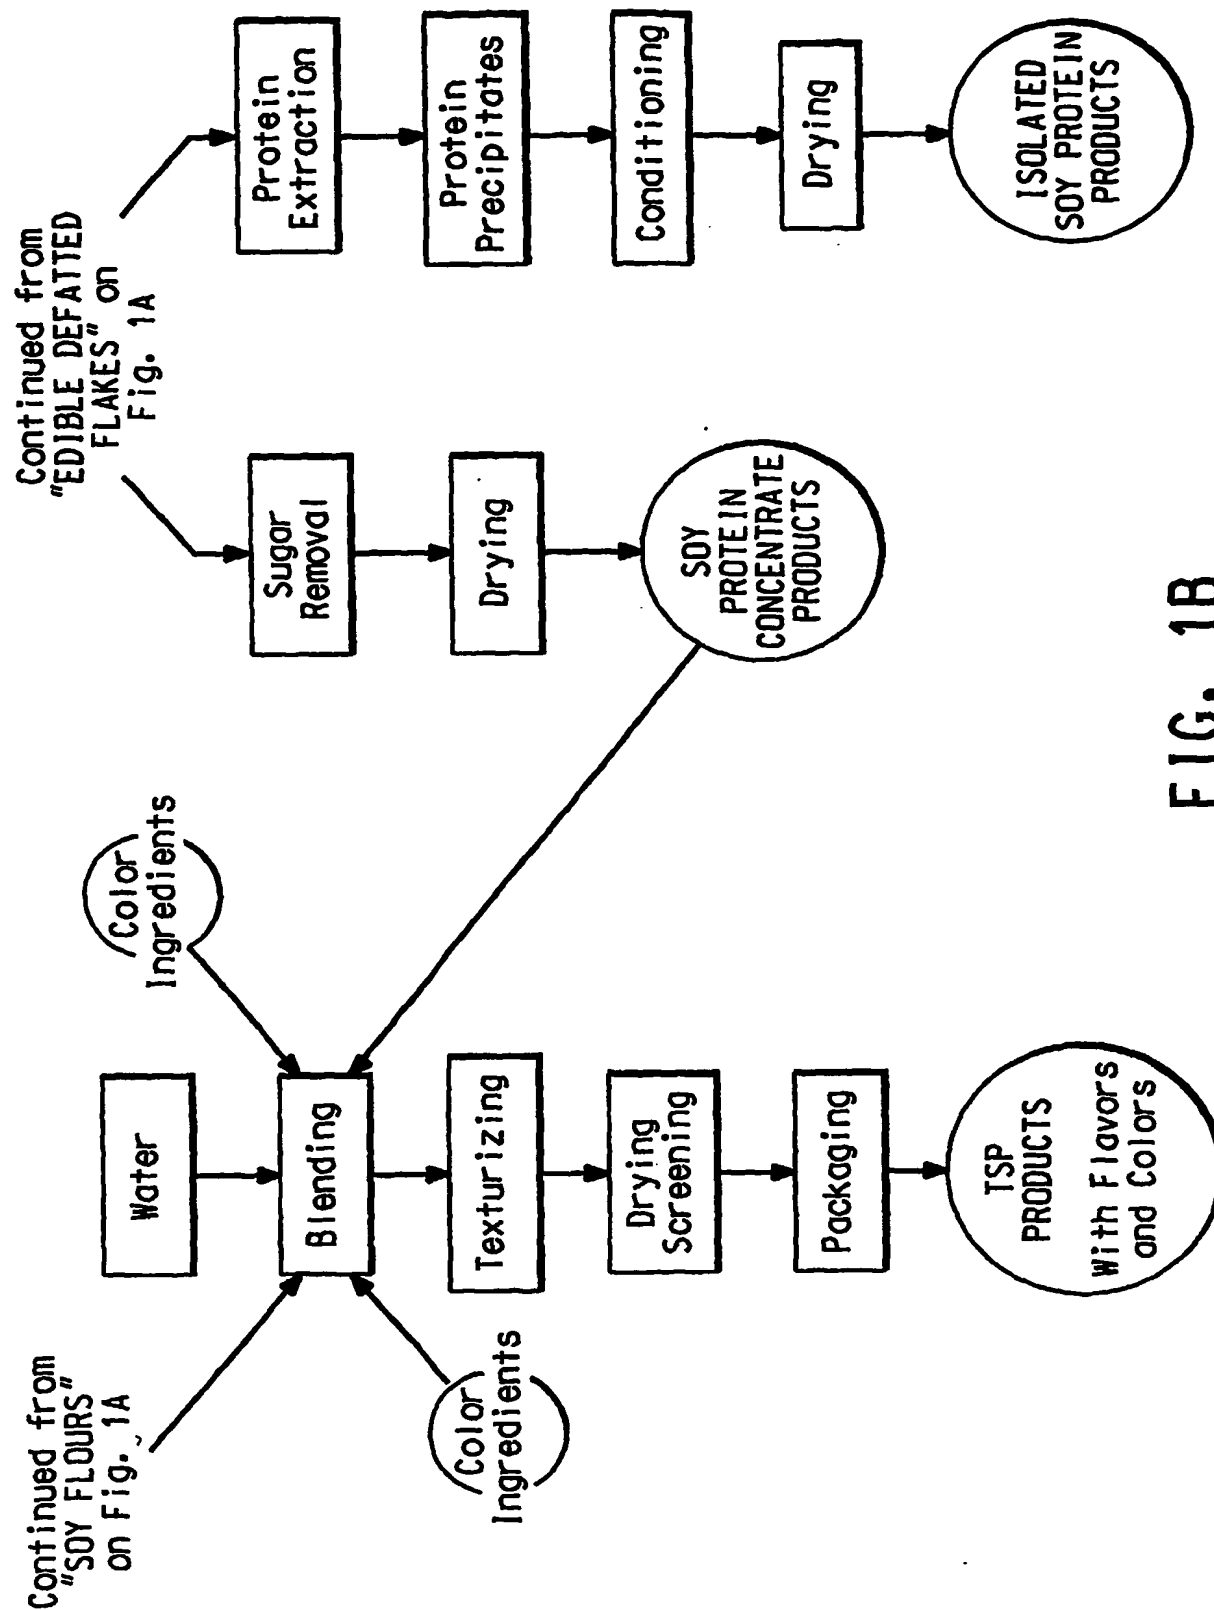 Continued from
"SOY FLOURS"
on Fig. 1A
Water
Color
Ingredients
Blending
Color
Ingredients
Texturizing
Drying
Screening
Packaging
TSP
PRODUCTS
With Flavors
and Colors
Continued from
"EDIBLE DEFATTED
FLAKES" on
Fig. 1A
Sugar
Removal
Drying
SOY
PROTEIN
CONCENTRATE
PRODUCTS
Protein
Extraction
Protein
Precipitates
Conditioning
Drying
ISOLATED
SOY PROTEIN
PRODUCTS
FIG. 1B